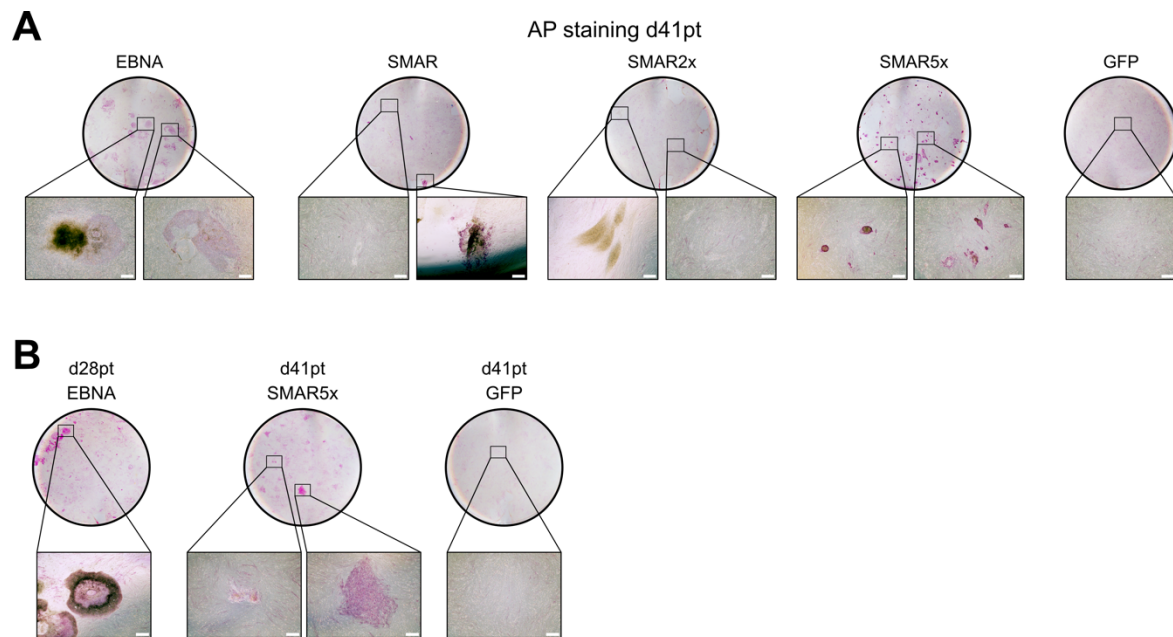 A
AP staining d41pt
EBNA
SMAR
SMAR2x
SMAR5x
GFP
B
d28pt
EBNA
d41pt
SMAR5x
d41pt
GFP